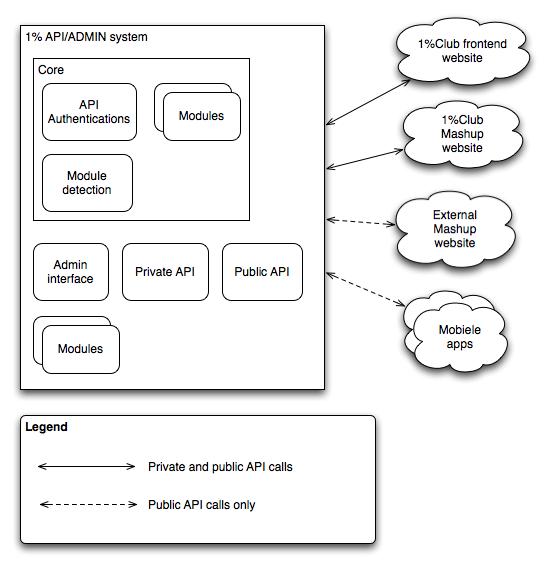 1% API/ADMIN system
Core
API
Authentications
Modules
Module
detection
Admin
interface
Private API
Public API
Modules
1%Club frontend
website
1%Club
Mashup
website
External
Mashup
website
Mobiele
apps
Legend
Private and public API calls
Public API calls only